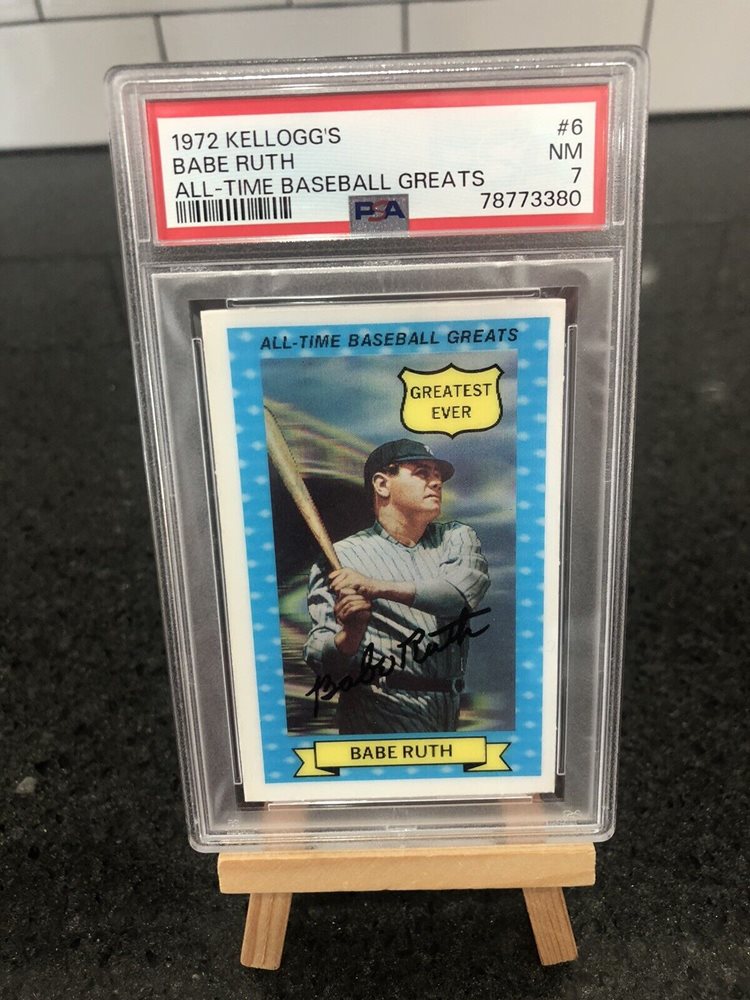 1972 KELLOGG'S #6
BABE RUTH NM
ALL-TIME BASEBALL GREATS 7
PSA 78773380
ALL-TIME BASEBALL GREATS
GREATEST
EVER
Babe Ruth
BABE RUTH